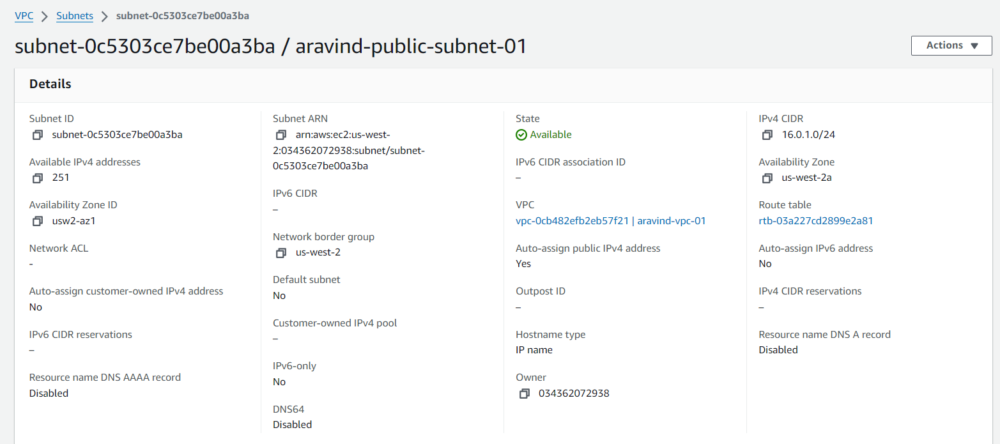 VPC > Subnets > subnet-0c5303ce7be00a3ba
subnet-0c5303ce7be00a3ba / aravind-public-subnet-01
Actions
Details
Subnet ID
subnet-0c5303ce7be00a3ba
Available IPv4 addresses
251
Availability Zone ID
usw2-az1
Network ACL
-
Auto-assign customer-owned IPv4 address
No
IPv6 CIDR reservations
–
Resource name DNS AAAA record
Disabled
Subnet ARN
arn:aws:ec2:us-west-
2:034362072938:subnet/subnet-
0c5303ce7be00a3ba
IPv6 CIDR
–
Network border group
us-west-2
Default subnet
No
Customer-owned IPv4 pool
–
IPv6-only
No
DNS64
Disabled
State
Available
IPv6 CIDR association ID
–
VPC
vpc-0cb482efb2eb57f21 | aravind-vpc-01
Auto-assign public IPv4 address
Yes
Outpost ID
–
Hostname type
IP name
Owner
034362072938
IPv4 CIDR
16.0.1.0/24
Availability Zone
us-west-2a
Route table
rtb-03a227cd2899e2a81
Auto-assign IPv6 address
No
IPv4 CIDR reservations
–
Resource name DNS A record
Disabled